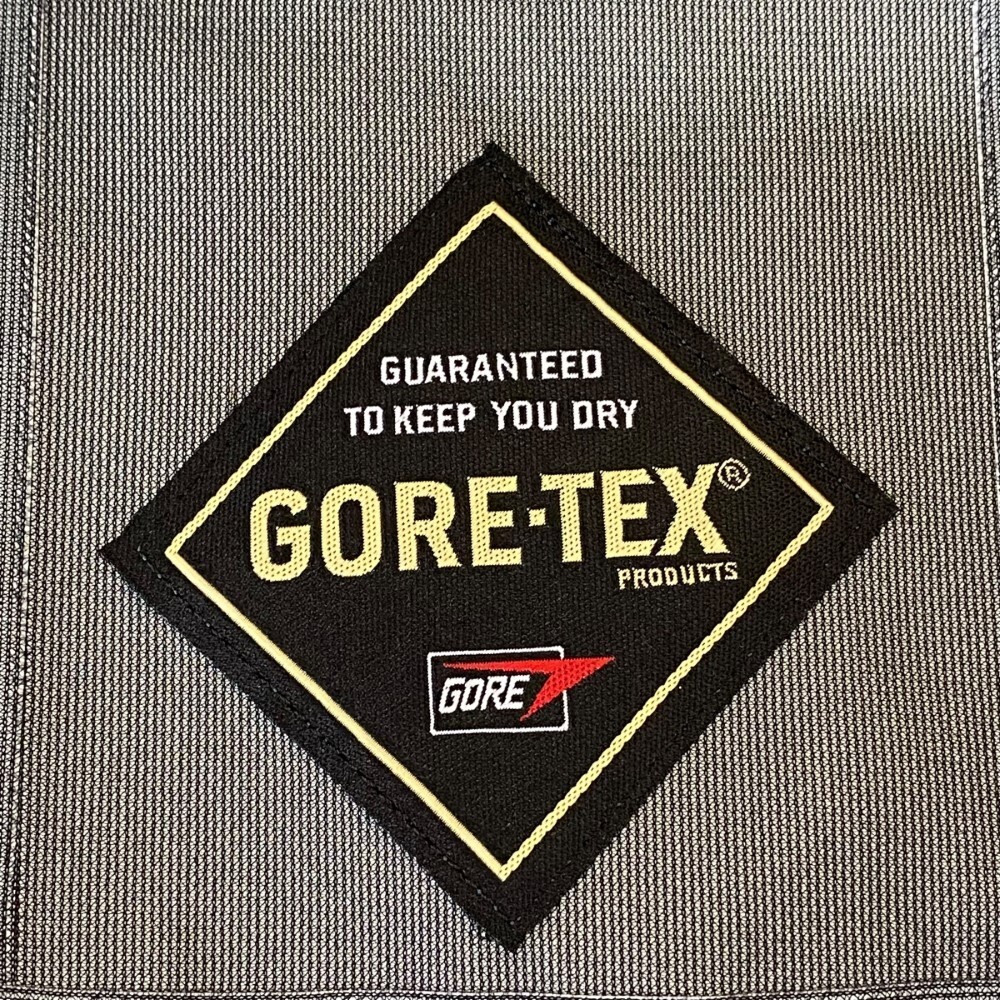 GUARANTEED
TO KEEP YOU DRY
GORE-TEX®
PRODUCTS
GORE